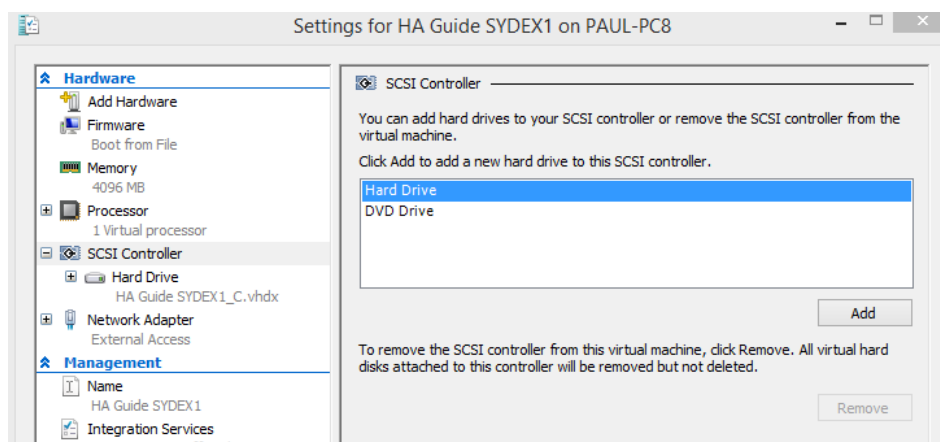 Settings for HA Guide SYDEX1 on PAUL-PC8
Hardware
Add Hardware
Firmware
Boot from File
Memory
4096 MB
Processor
1 Virtual processor
SCSI Controller
Hard Drive
HA Guide SYDEX1_C.vhdx
Network Adapter
External Access
Management
Name
HA Guide SYDEX1
Integration Services
SCSI Controller
You can add hard drives to your SCSI controller or remove the SCSI controller from the
virtual machine.
Click Add to add a new hard drive to this SCSI controller.
Hard Drive
DVD Drive
Add
To remove the SCSI controller from this virtual machine, click Remove. All virtual hard
disks attached to this controller will be removed but not deleted.
Remove